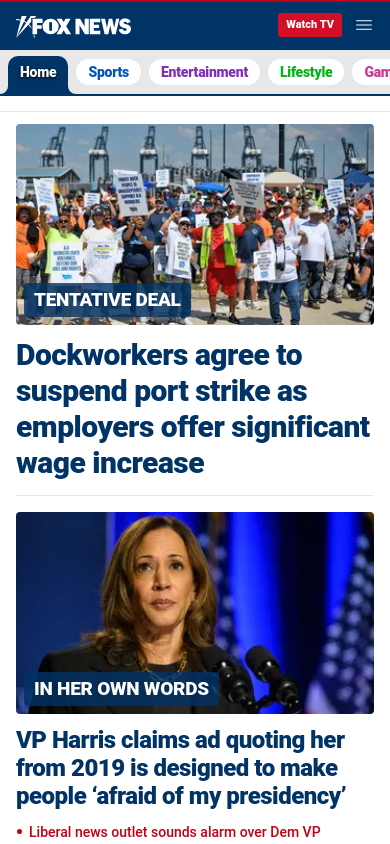 FOX NEWS
Watch TV
Home
Sports
Entertainment
Lifestyle
TENTATIVE DEAL
Dockworkers agree to
suspend port strike as
employers offer significant
wage increase
IN HER OWN WORDS
VP Harris claims ad quoting her
from 2019 is designed to make
people ‘afraid of my presidency’
Liberal news outlet sounds alarm over Dem VP